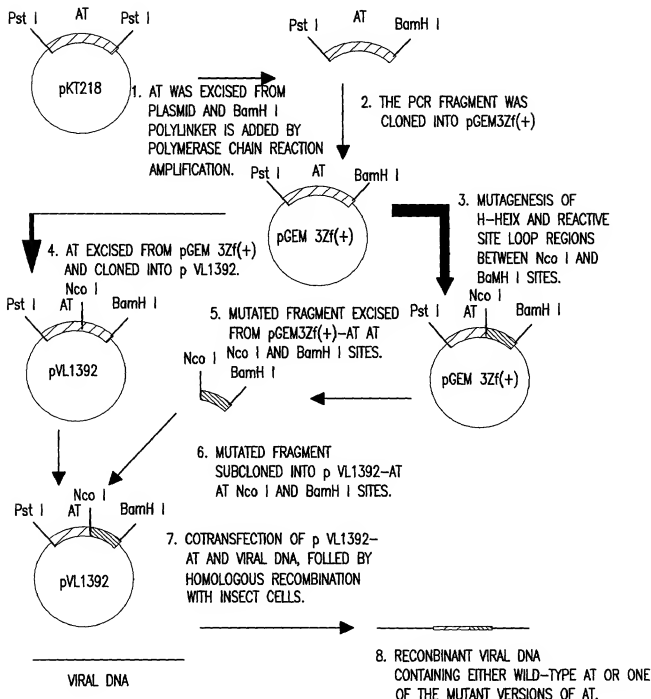 Pst I AT Pst I
pKT218
1. AT WAS EXCISED FROM
PLASMID AND BamH I
POLYLINKER IS ADDED BY
POLYMERASE CHAIN REACTION
AMPLIFICATION.
Pst I AT BamH I
2. THE PCR FRAGMENT WAS
CLONED INTO pGEM3Zf(+)
Pst I AT BamH I
pGEM 3Zf(+)
3. MUTAGENESIS OF
H-HEIX AND REACTIVE
SITE LOOP REGIONS
BETWEEN Nco I AND
BaMH I SITES.
4. AT EXCISED FROM pGEM 3Zf(+)
AND CLONED INTO p VL1392.
Nco I
Pst I AT BamH I
pVL1392
5. MUTATED FRAGMENT EXCISED
FROM pGEM3Zf(+)-AT AT
Nco I AND BamH I SITES.
Nco I
BamH I
Nco I
Pst I AT BamH I
pGEM 3Zf(+)
6. MUTATED FRAGMENT
SUBCLONED INTO p VL1392-AT
AT Nco I AND BamH I SITES.
Nco I
Pst I AT BamH I
pVL1392
7. COTRANSFECTION OF p VL1392-
AT AND VIRAL DNA, FOLLED BY
HOMOLOGOUS RECOMBINATION
WITH INSECT CELLS.
VIRAL DNA
8. RECOMBINANT VIRAL DNA
CONTAINING EITHER WILD-TYPE AT OR ONE
OF THE MUTANT VERSIONS OF AT.